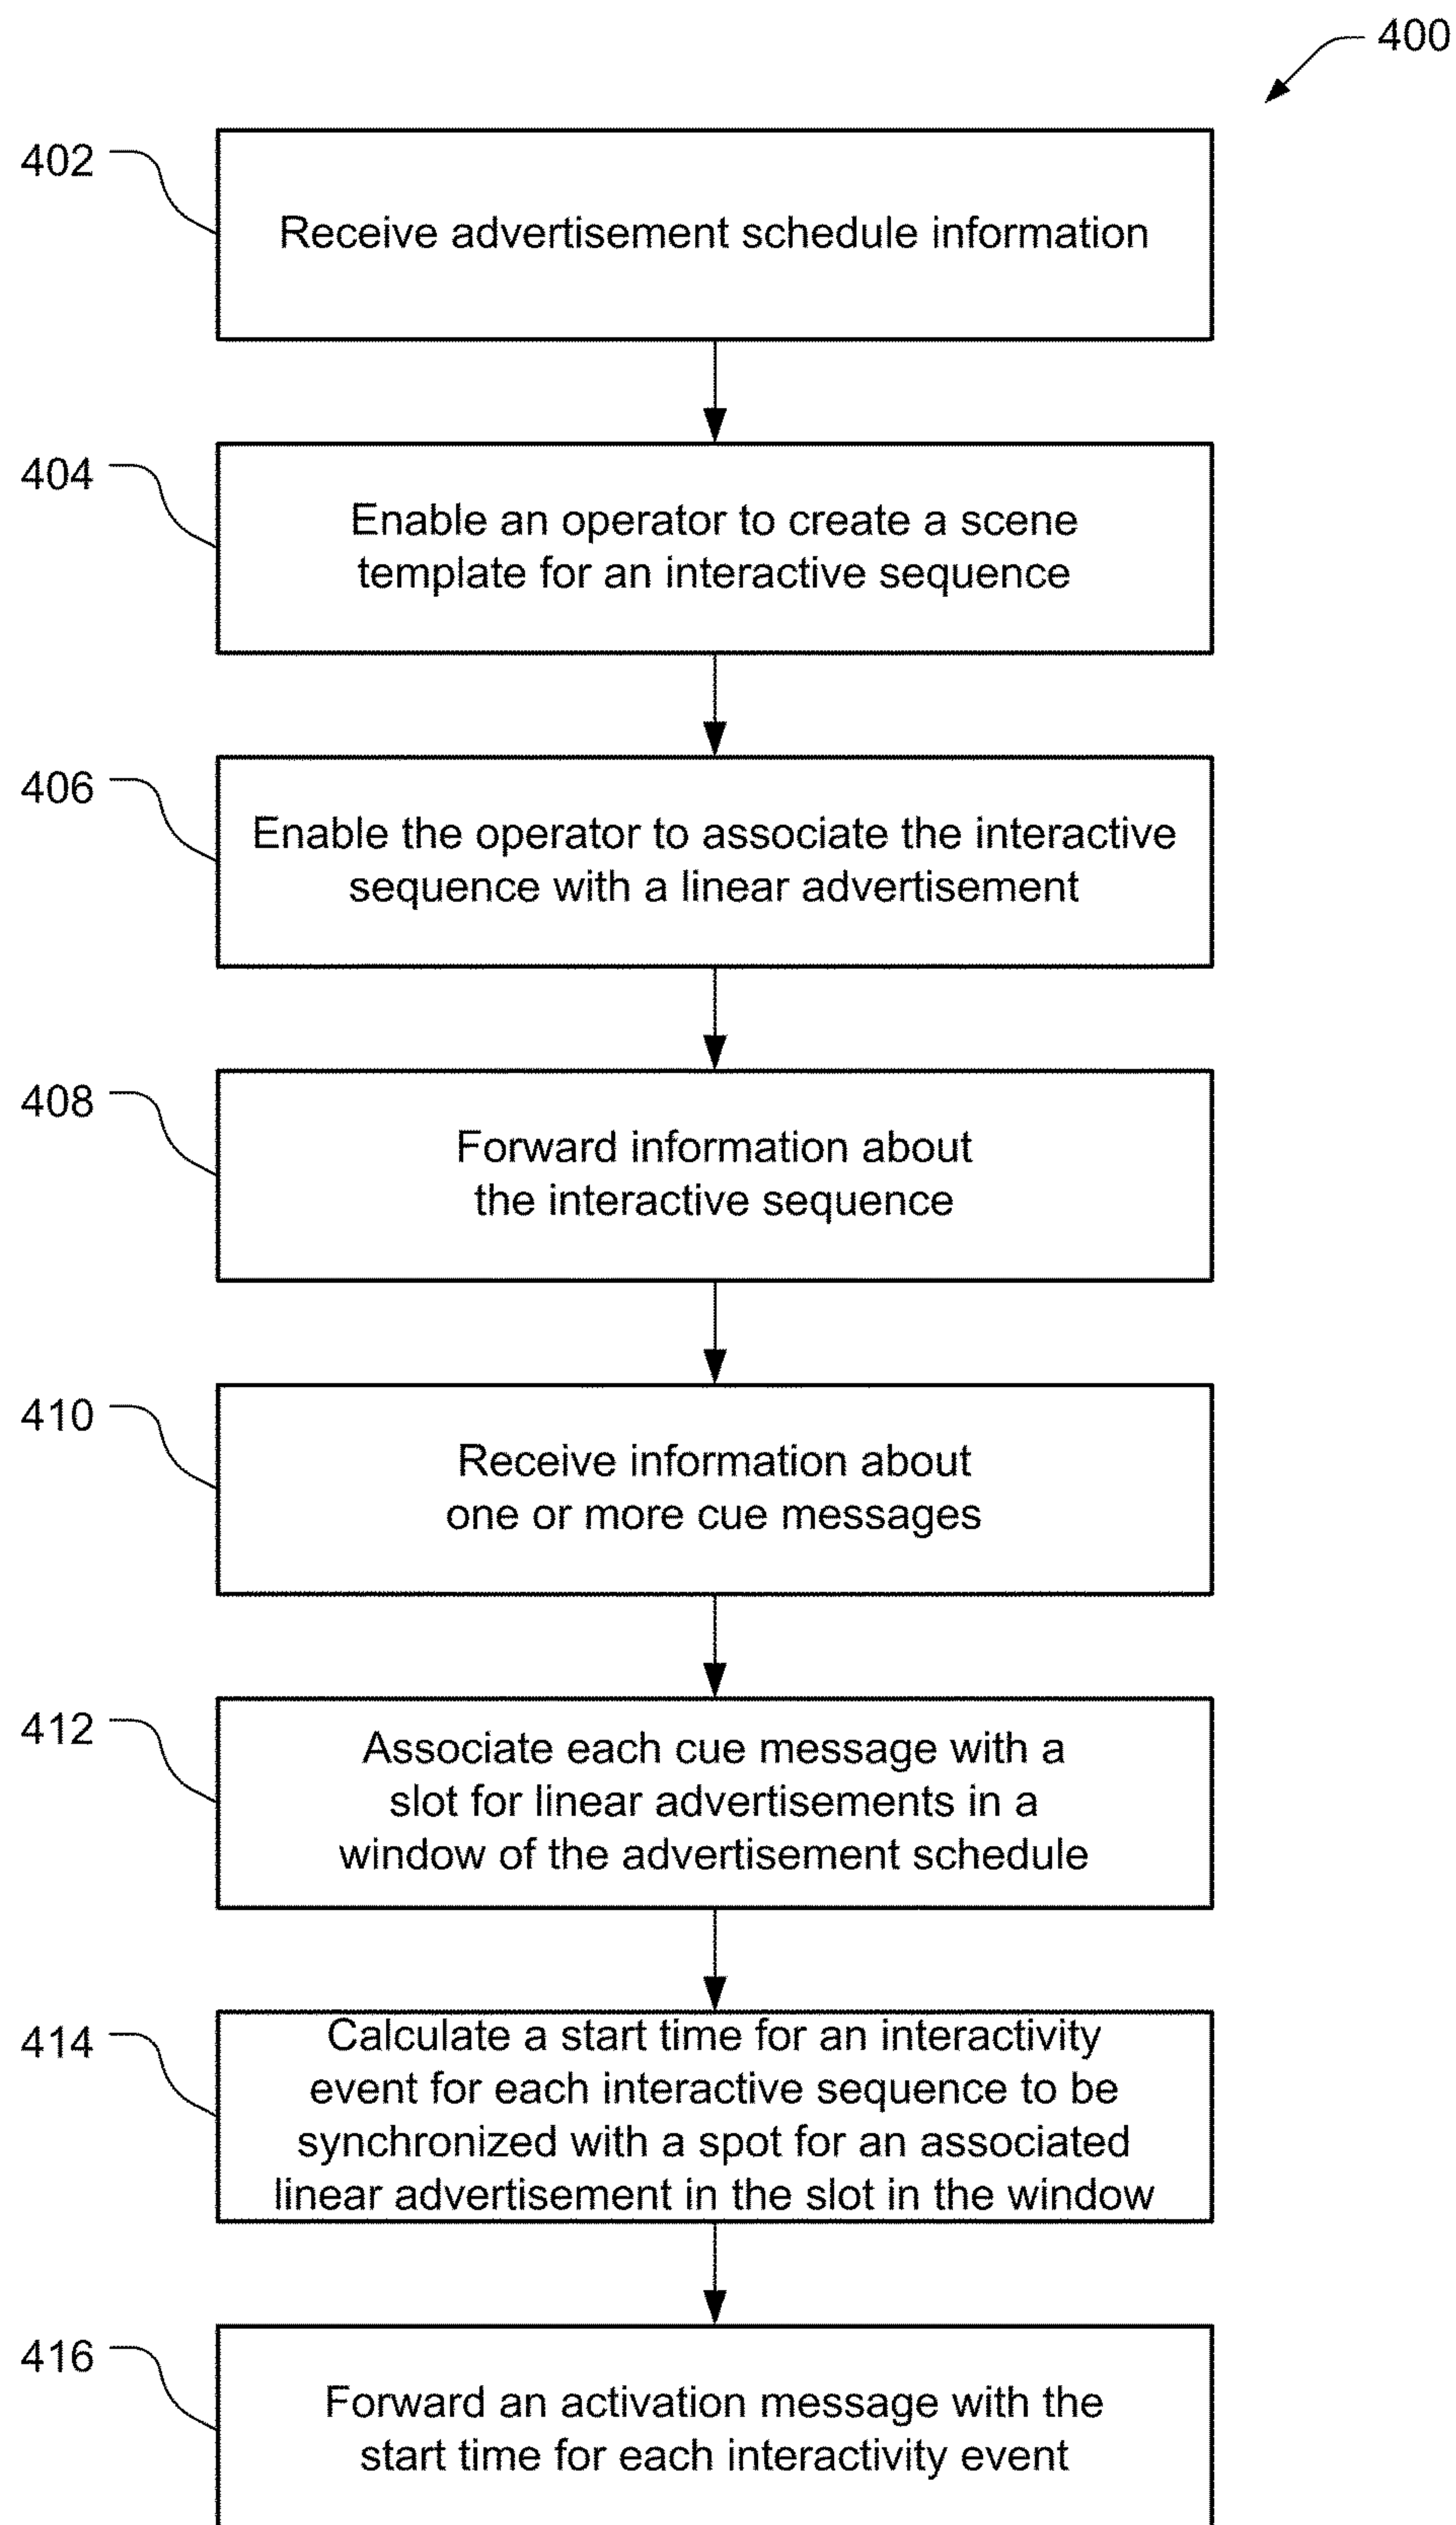 400
402
Receive advertisement schedule information
404
Enable an operator to create a scene
template for an interactive sequence
406
Enable the operator to associate the interactive
sequence with a linear advertisement
408
Forward information about
the interactive sequence
410
Receive information about
one or more cue messages
412
Associate each cue message with a
slot for linear advertisements in a
window of the advertisement schedule
414
Calculate a start time for an interactivity
event for each interactive sequence to be
synchronized with a spot for an associated
linear advertisement in the slot in the window
416
Forward an activation message with the
start time for each interactivity event